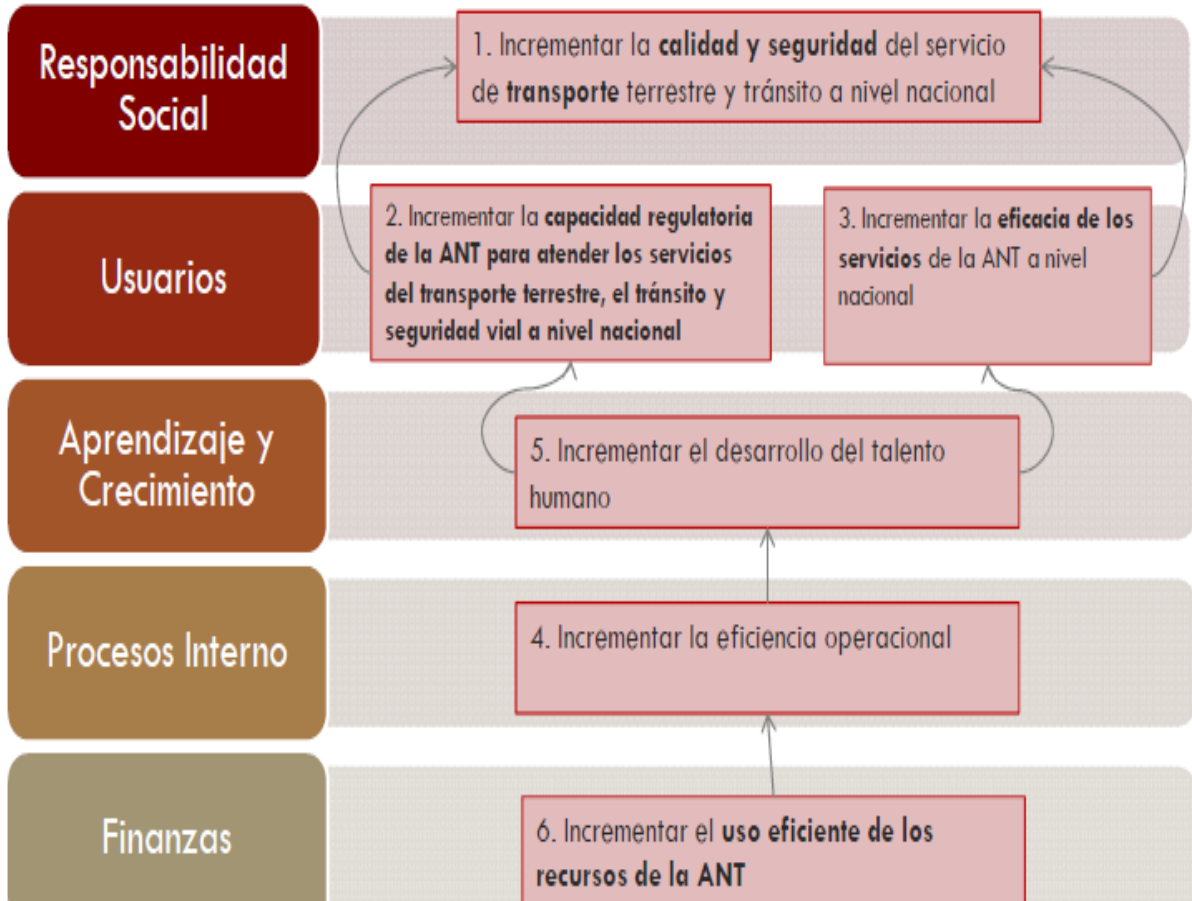 Responsabilidad
Social
1. Incrementar la calidad y seguridad del servicio
de transporte terrestre y tránsito a nivel nacional
Usuarios
2. Incrementar la capacidad regulatoria
de la ANT para atender los servicios
del transporte terrestre, el tránsito y
seguridad vial a nivel nacional
3. Incrementar la eficacia de los
servicios de la ANT a nivel
nacional
Aprendizaje y
Crecimiento
5. Incrementar el desarrollo del talento
humano
Procesos Interno
4. Incrementar la eficiencia operacional
Finanzas
6. Incrementar el uso eficiente de los
recursos de la ANT